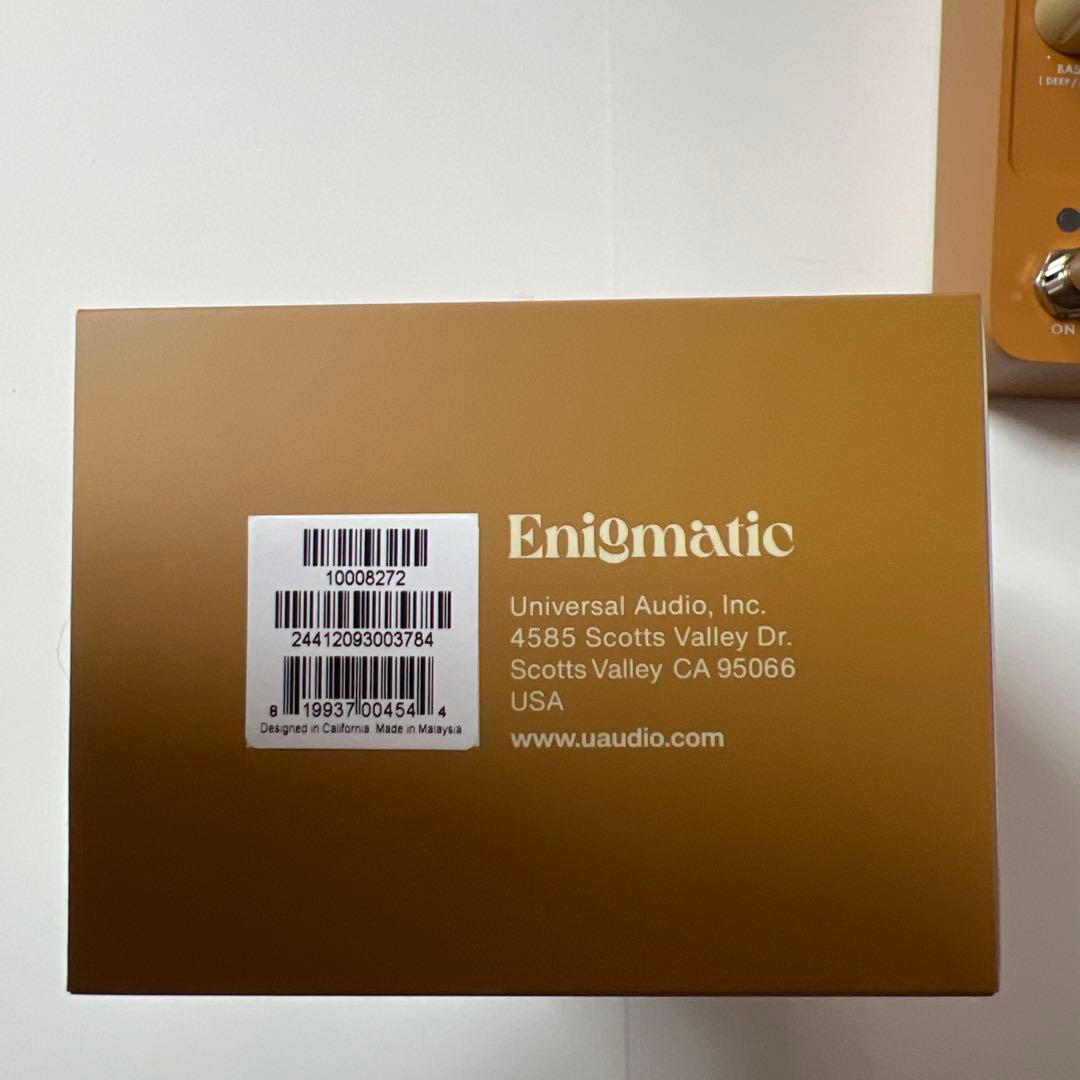 [ DEEP/
ON
10008272
24412093003784
8 19937 00454 4
Designed in California. Made in Malaysia.
Enigmatic
Universal Audio, Inc.
4585 Scotts Valley Dr.
Scotts Valley CA 95066
USA
www.uaudio.com